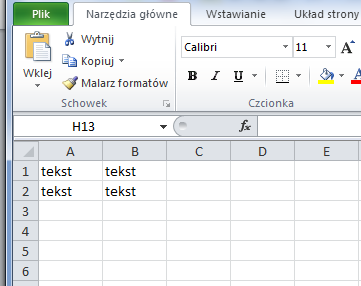 Plik Narzędzia główne Wstawianie Układ strony
Wytnij
Kopiuj
Malarz formatów
Wklej
Schowek
Calibri 11
B I U A
Czcionka
H13 fx
A B C D E
1 tekst tekst
2 tekst tekst
3
4
5
6